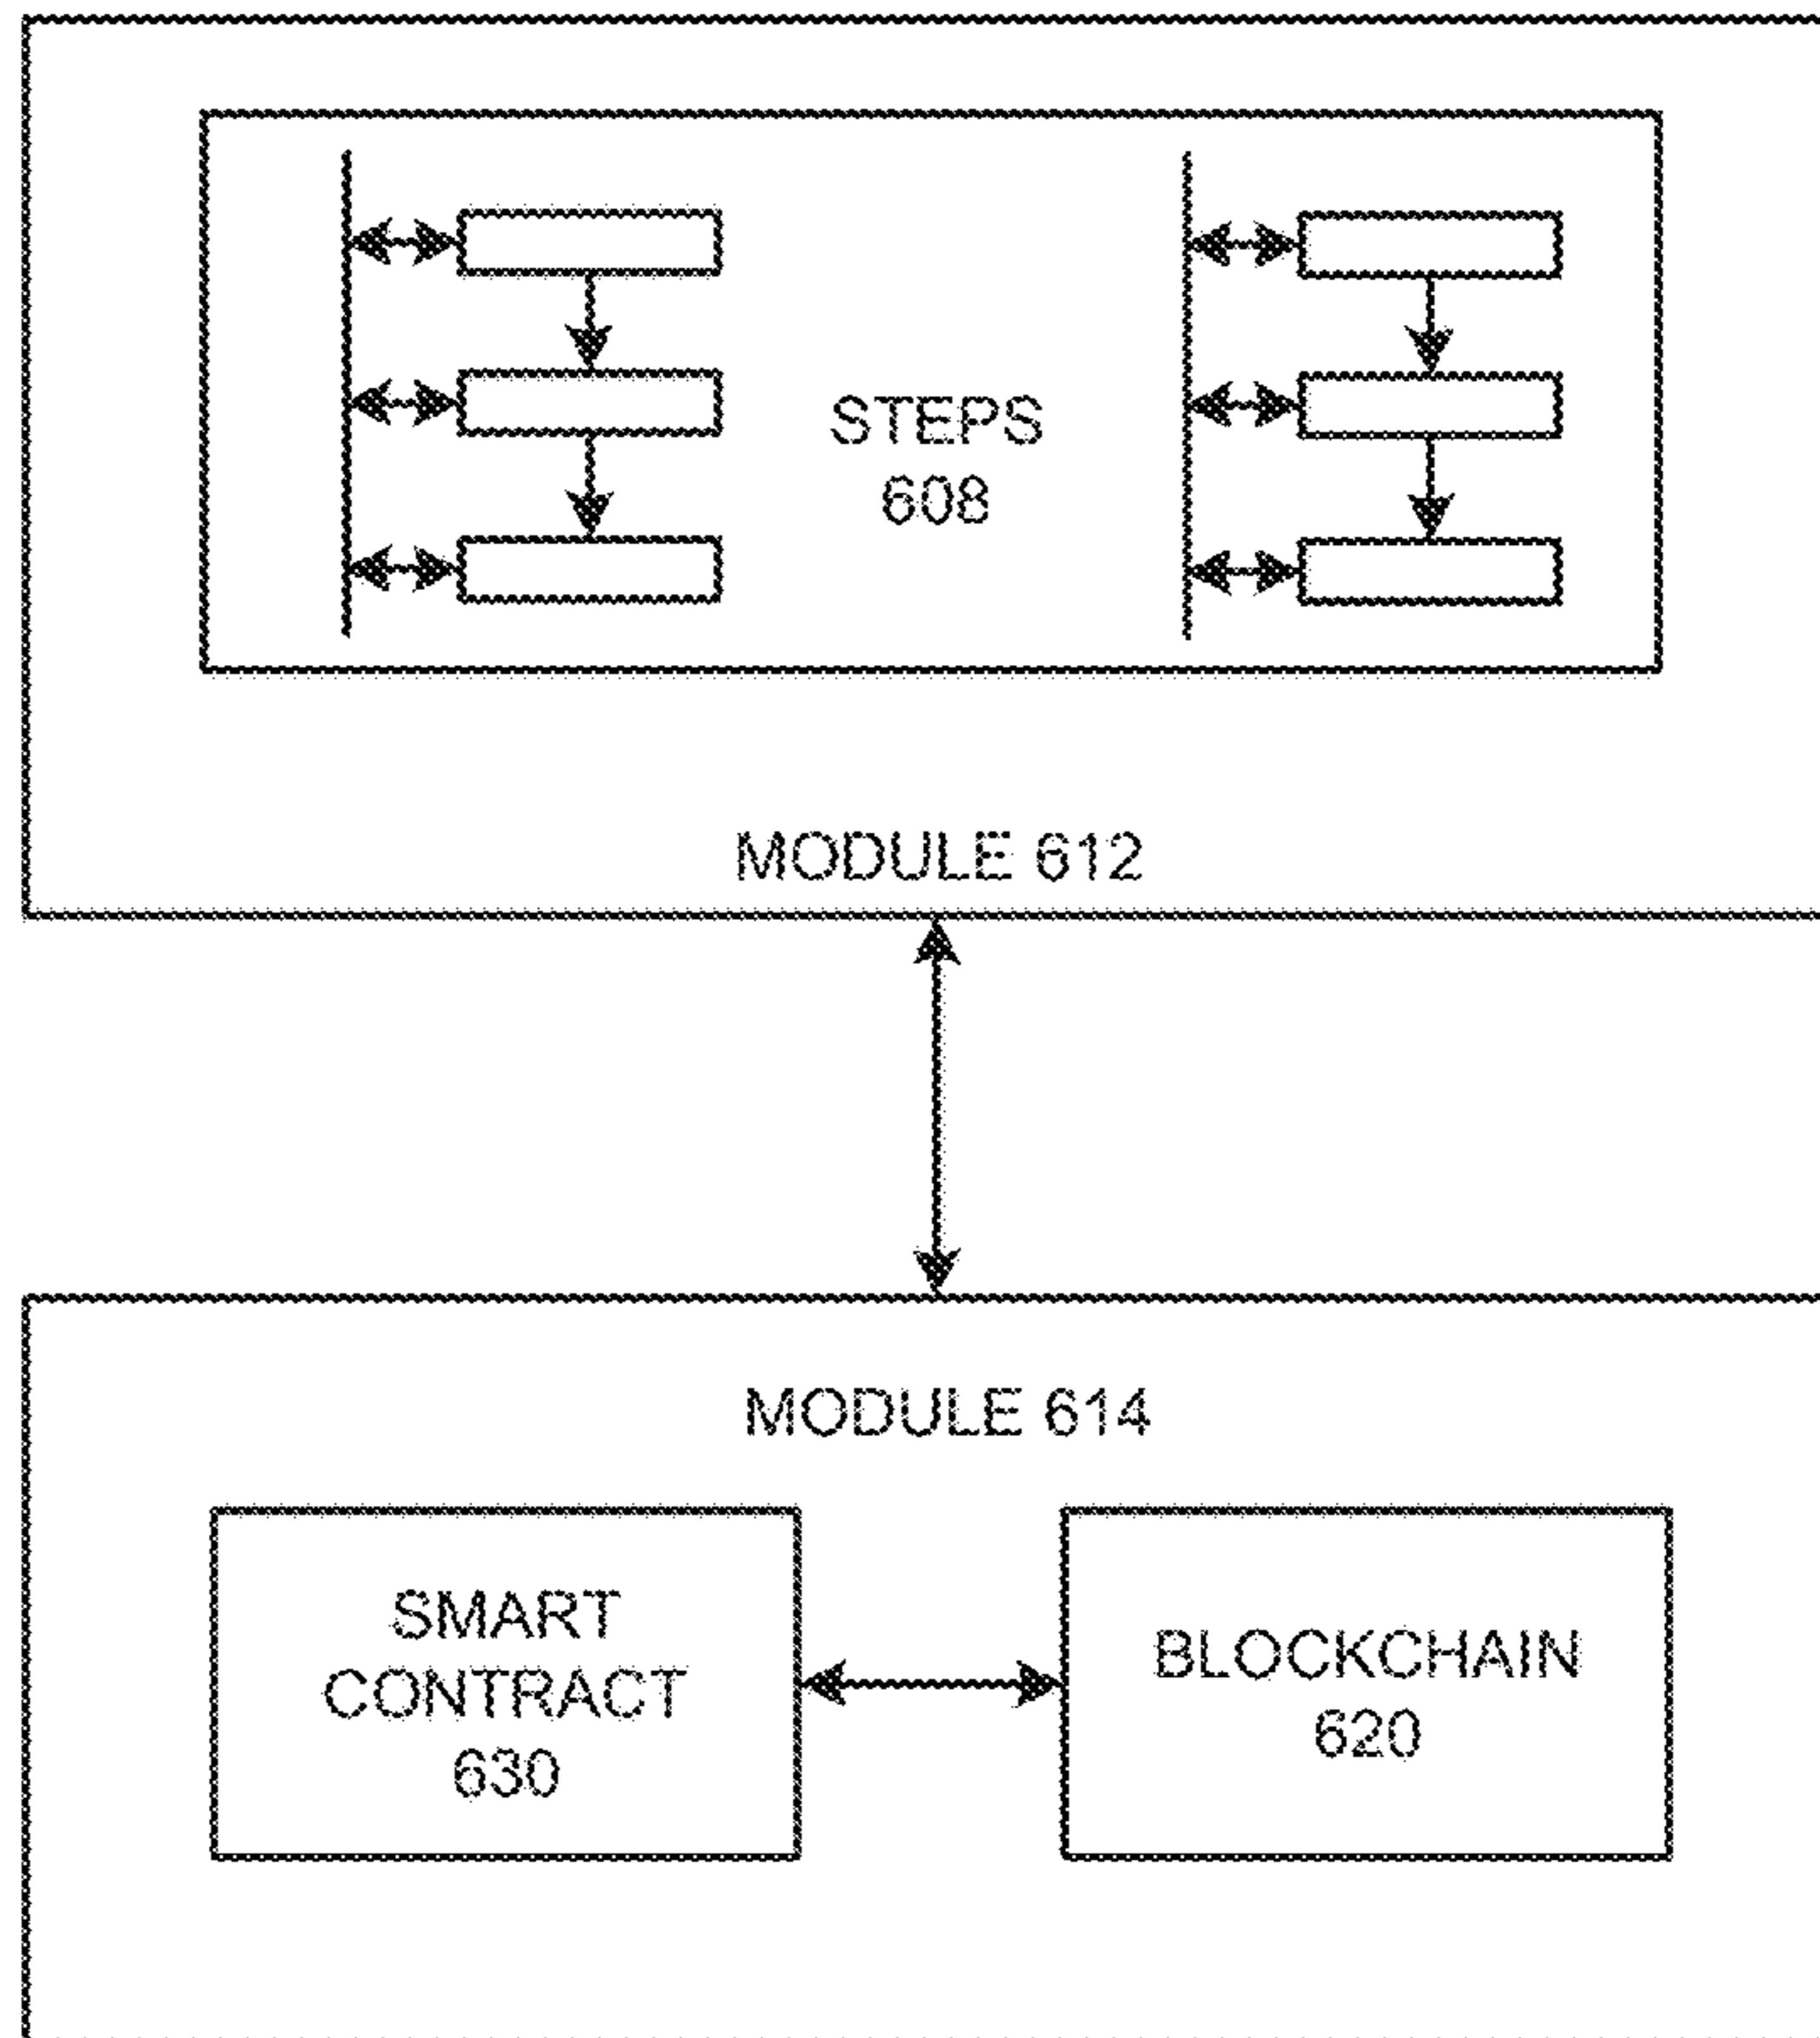 STEPS
608
MODULE 612
MODULE 614
SMART
CONTRACT
630
BLOCKCHAIN
620